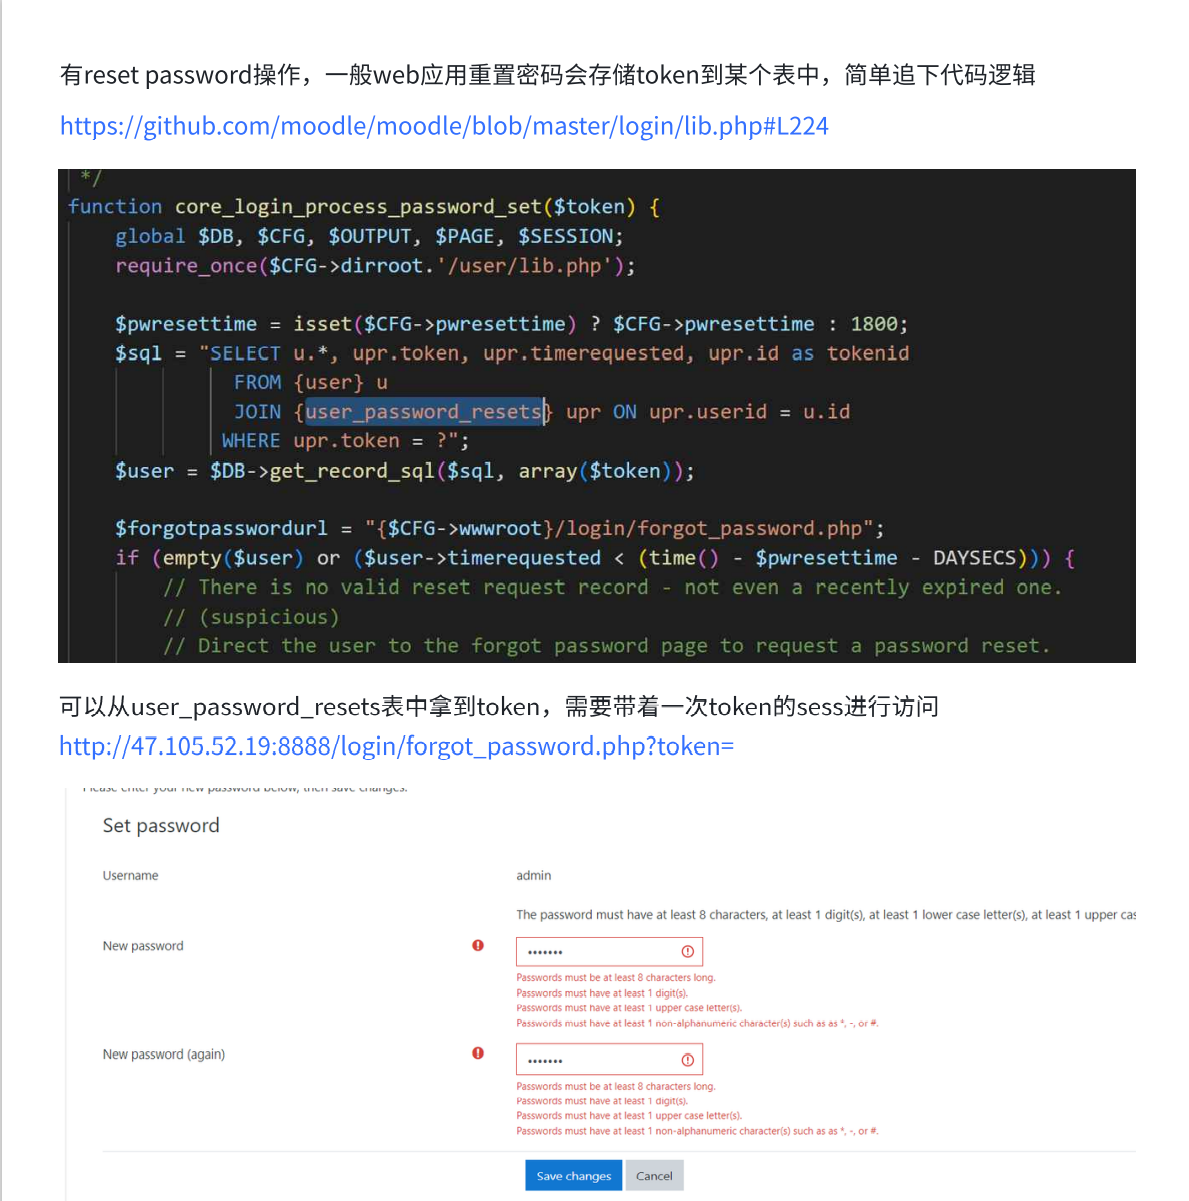 有reset password操作，一般web应用重置密码会存储token到某个表中，简单追下代码逻辑
https://github.com/moodle/moodle/blob/master/login/lib.php#L224
*/
function core_login_process_password_set($token) {
global $DB, $CFG, $OUTPUT, $PAGE, $SESSION;
require_once($CFG->dirroot.'/user/lib.php');
$pwresettime = isset($CFG->pwresettime) ? $CFG->pwresettime : 1800;
$sql = "SELECT u.*, upr.token, upr.timerequested, upr.id as tokenid
FROM {user} u
JOIN {user_password_resets} upr ON upr.userid = u.id
WHERE upr.token = ?";
$user = $DB->get_record_sql($sql, array($token));
$forgotpasswordurl = "{$CFG->wwwroot}/login/forgot_password.php";
if (empty($user) or ($user->timerequested < (time() - $pwresettime - DAYSECS))) {
// There is no valid reset request record - not even a recently expired one.
// (suspicious)
// Direct the user to the forgot password page to request a password reset.
可以从user_password_resets表中拿到token，需要带着一次token的sess进行访问
http://47.105.52.19:8888/login/forgot_password.php?token=
Please enter your new password below, then save changes.
Set password
Username admin
The password must have at least 8 characters, at least 1 digit(s), at least 1 lower case letter(s), at least 1 upper cas
New password •••••••
Passwords must be at least 8 characters long.
Passwords must have at least 1 digit(s).
Passwords must have at least 1 upper case letter(s).
Passwords must have at least 1 non-alphanumeric character(s) such as as *, -, or #.
New password (again) •••••••
Passwords must be at least 8 characters long.
Passwords must have at least 1 digit(s).
Passwords must have at least 1 upper case letter(s).
Passwords must have at least 1 non-alphanumeric character(s) such as as *, -, or #.
Save changes Cancel